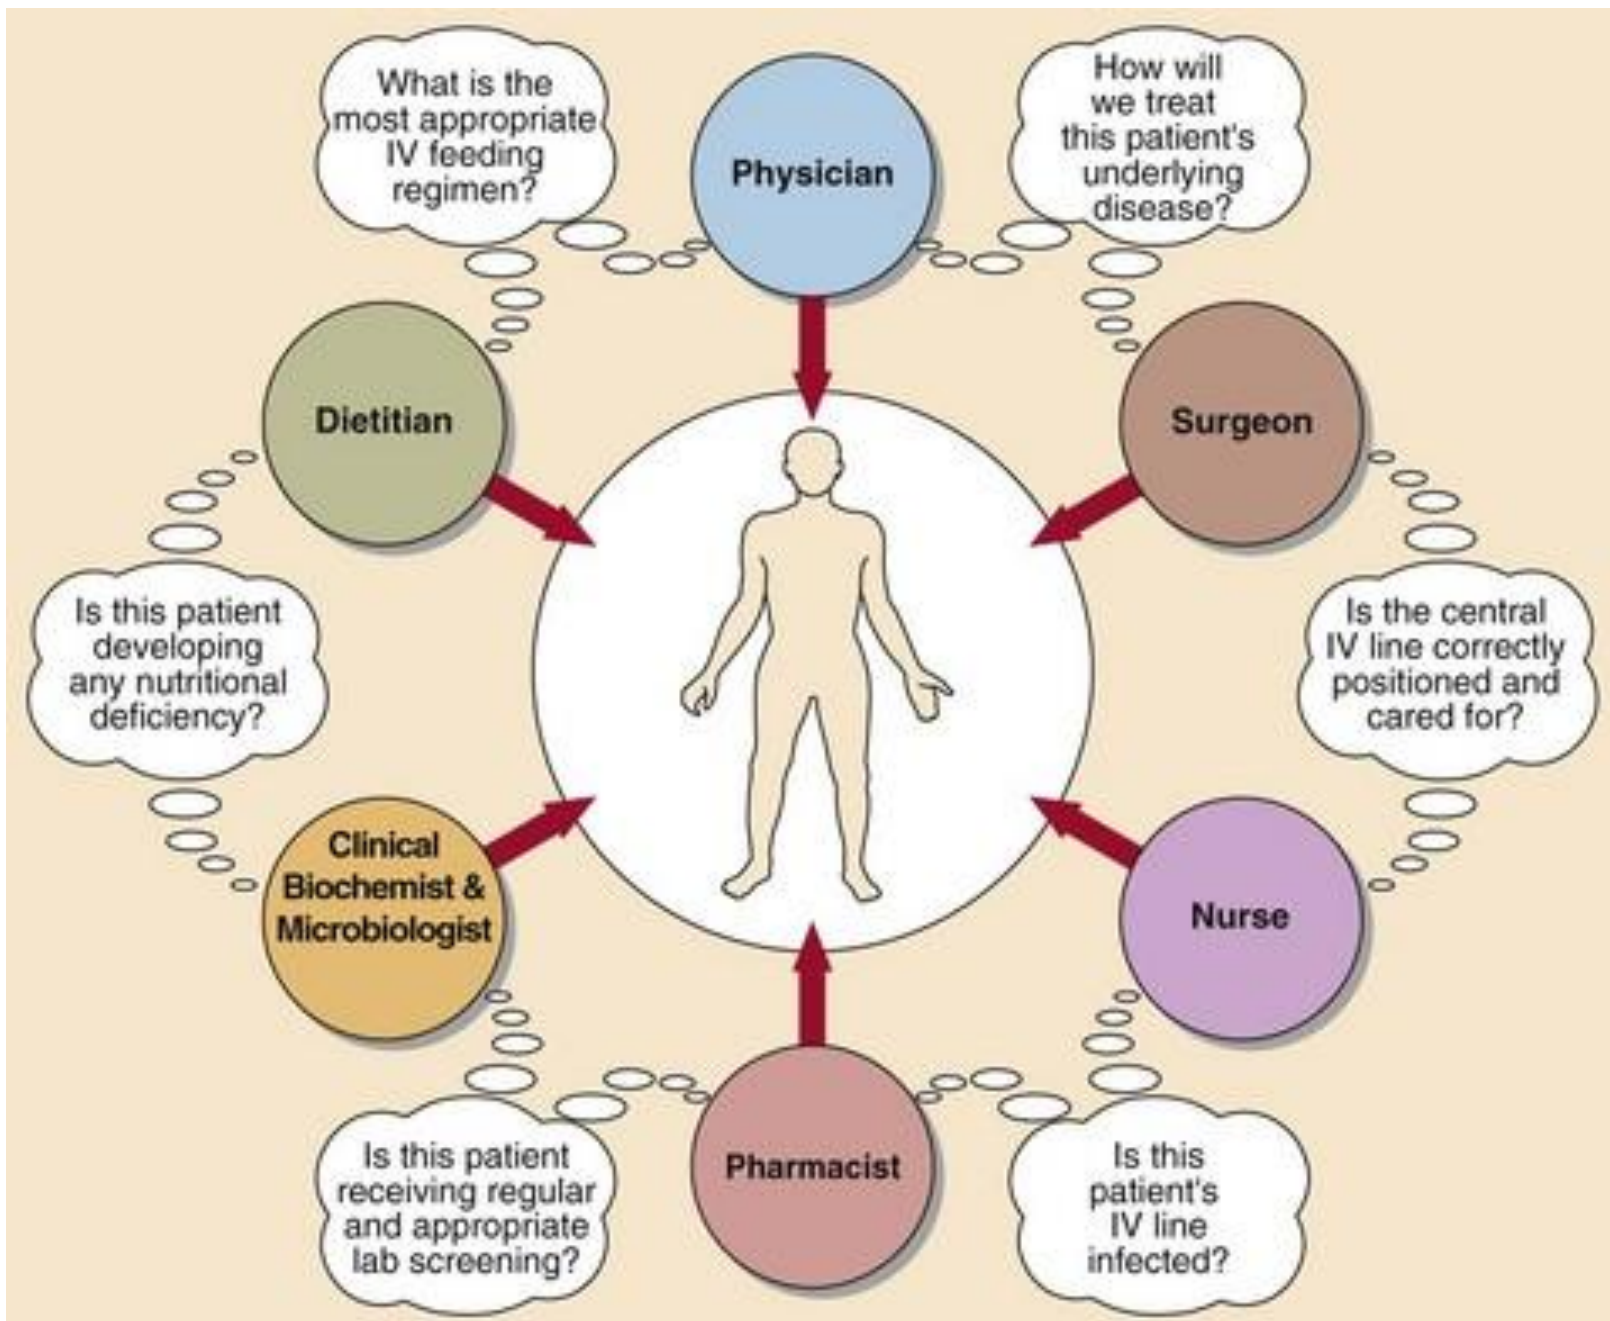 What is the
most appropriate
IV feeding
regimen?
Physician
How will
we treat
this patient's
underlying
disease?
Dietitian
Surgeon
Is this patient
developing
any nutritional
deficiency?
Is the central
IV line correctly
positioned and
cared for?
Clinical
Biochemist &
Microbiologist
Nurse
Is this patient
receiving regular
and appropriate
lab screening?
Pharmacist
Is this
patient's
IV line
infected?